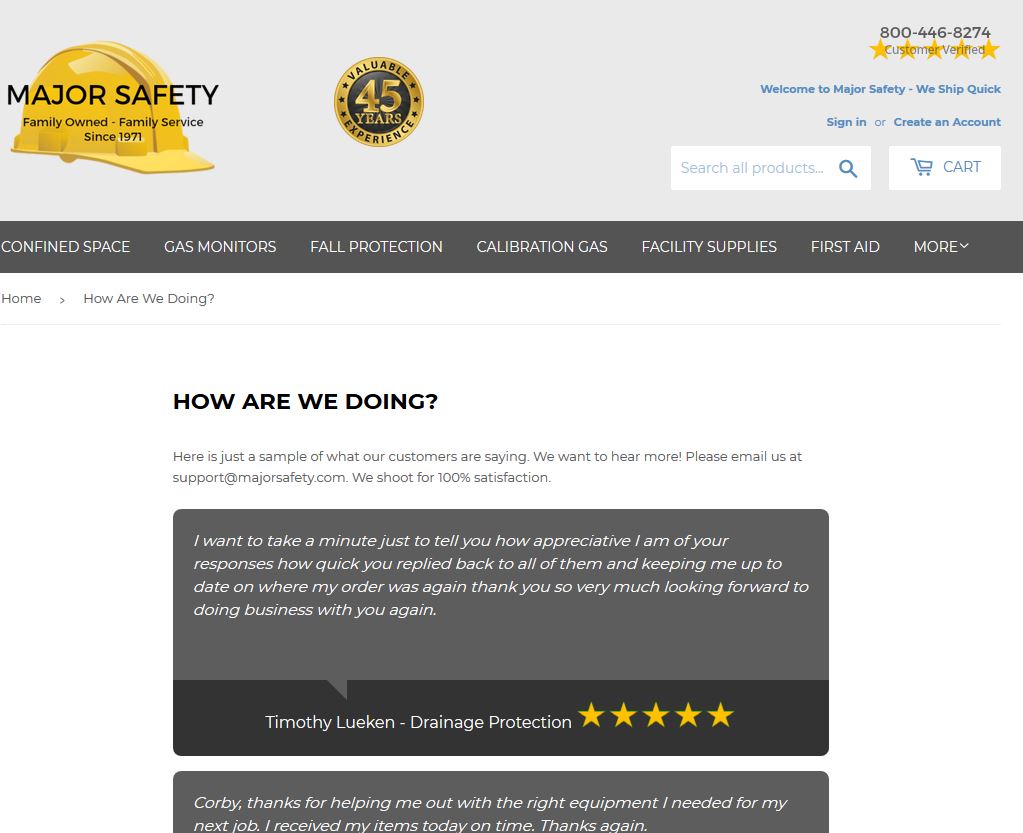 800-446-8274
Customer Verified
MAJOR SAFETY
Family Owned - Family Service
Since 1971
VALUABLE
45
YEARS
EXPERIENCE
Welcome to Major Safety - We Ship Quick
Sign in or Create an Account
Search all products...
CART
CONFINED SPACE GAS MONITORS FALL PROTECTION CALIBRATION GAS FACILITY SUPPLIES FIRST AID MORE
Home › How Are We Doing?
HOW ARE WE DOING?
Here is just a sample of what our customers are saying. We want to hear more! Please email us at
support@majorsafety.com. We shoot for 100% satisfaction.
I want to take a minute just to tell you how appreciative I am of your
responses how quick you replied back to all of them and keeping me up to
date on where my order was again thank you so very much looking forward to
doing business with you again.
Timothy Lueken - Drainage Protection
Corby, thanks for helping me out with the right equipment I needed for my
next job. I received my items today on time. Thanks again.